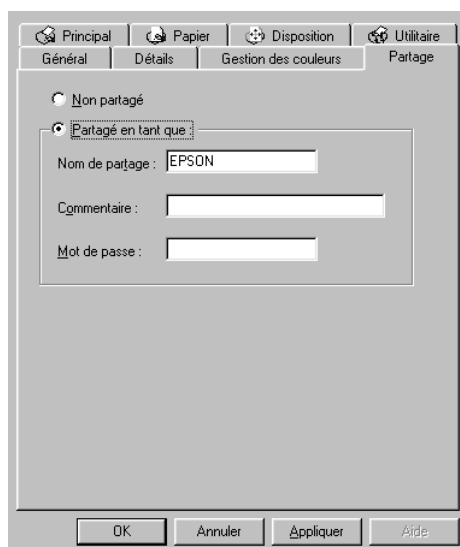 Principal Papier Disposition Utilitaire
Général Détails Gestion des couleurs Partage
Non partagé
Partagé en tant que :
Nom de partage : EPSON
Commentaire :
Mot de passe :
OK Annuler Appliquer Aide